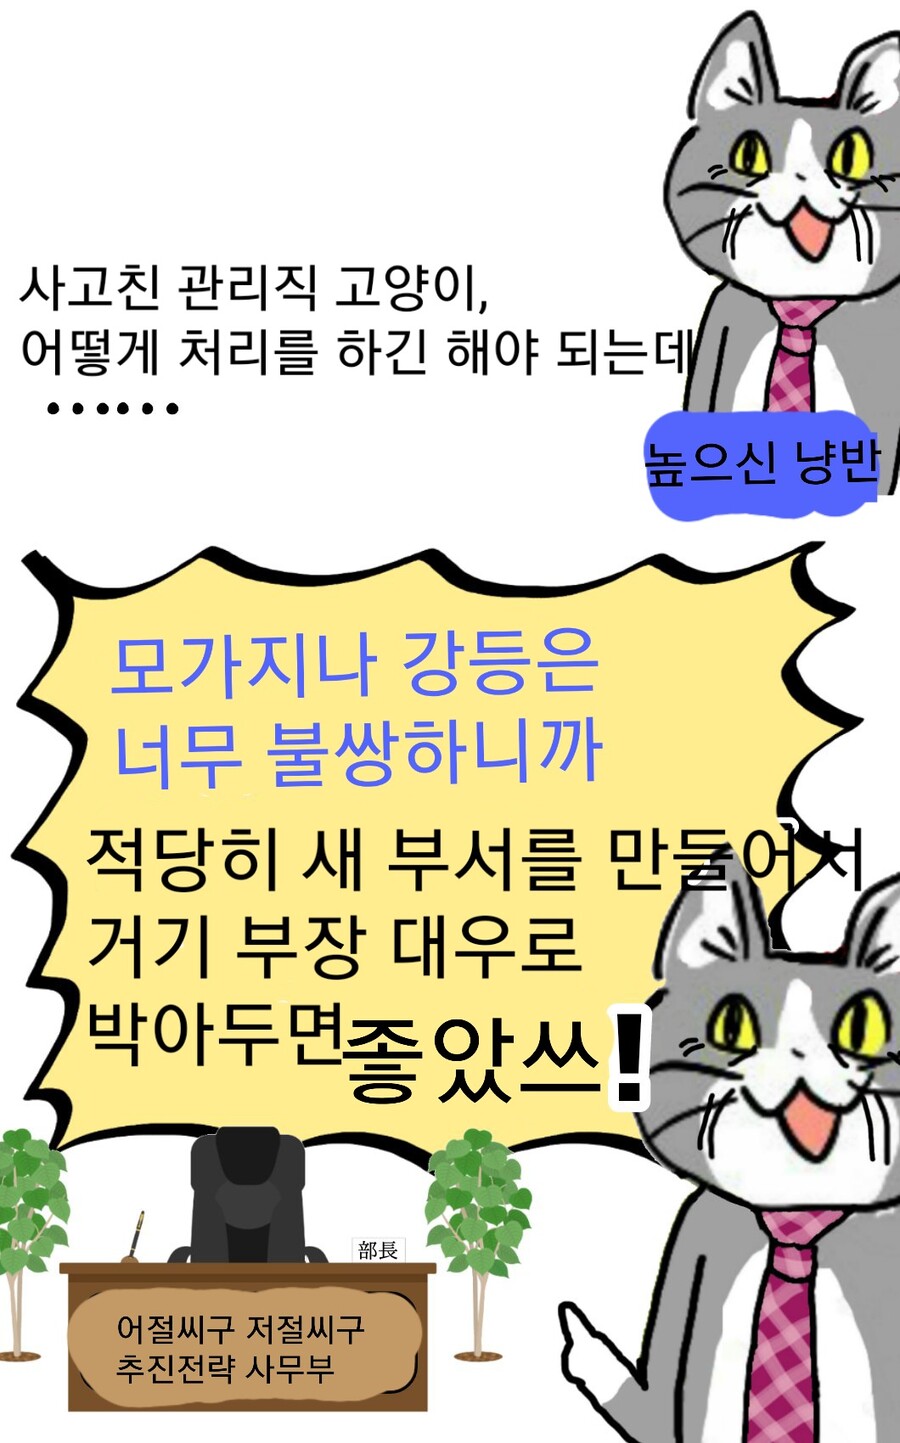 사고친 관리직 고양이,
어떻게 처리를 하긴 해야 되는데
……
높으신 냥반
모가지나 강등은
너무 불쌍하니까
적당히 새 부서를 만들어서
거기 부장 대우로
박아두면
좋았쓰!
部長
어절씨구 저절씨구
추진전략 사무부